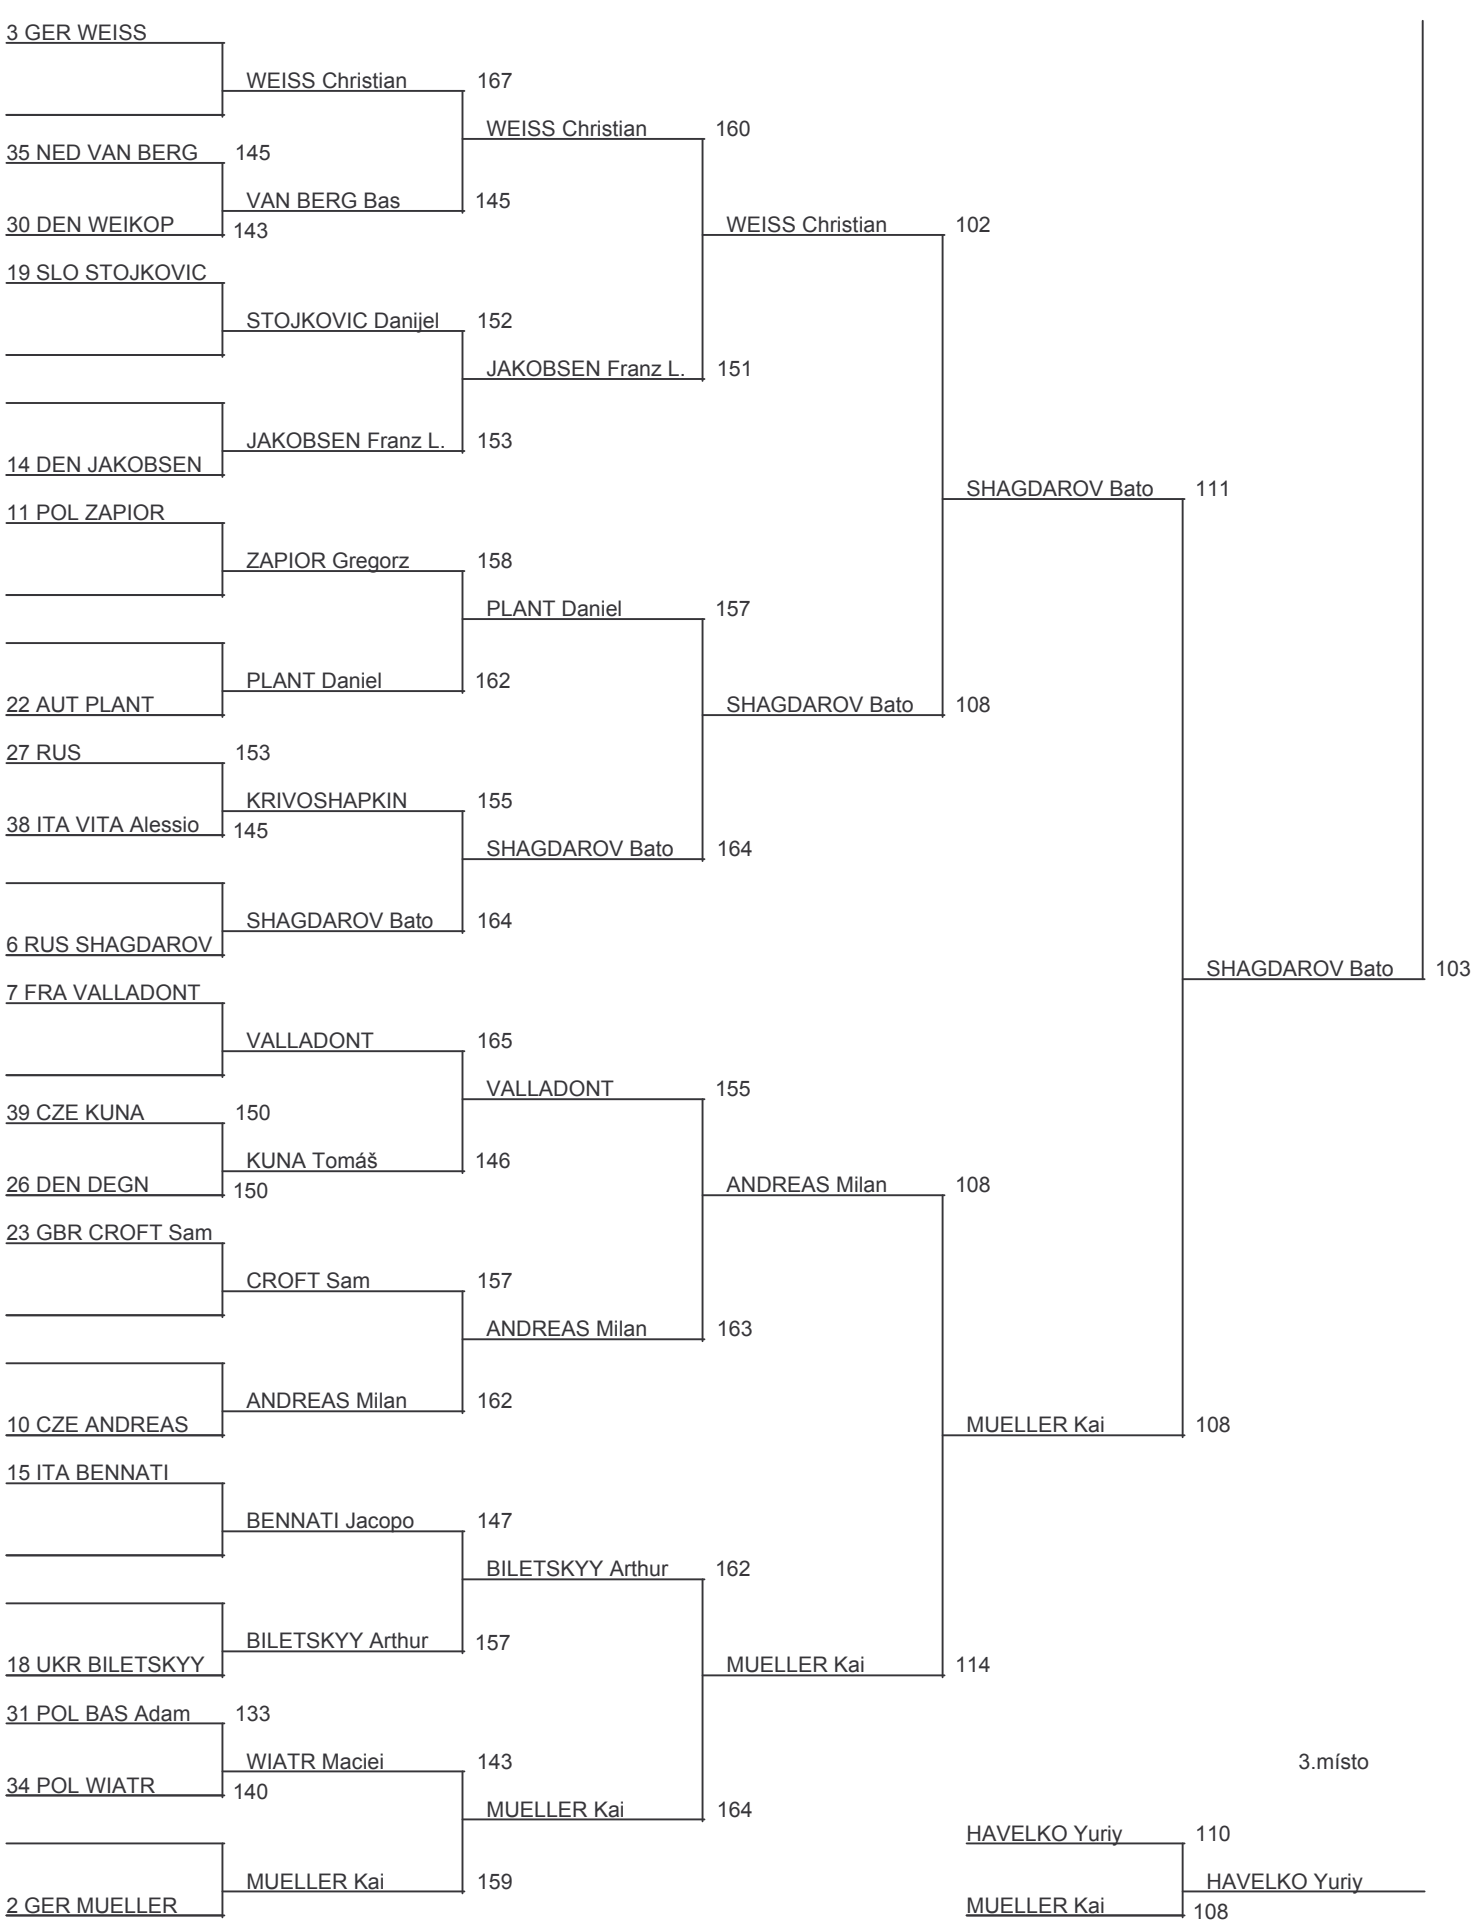 3 GER WEISS
WEISS Christian 167
WEISS Christian 160
35 NED VAN BERG 145
VAN BERG Bas 145
30 DEN WEIKOP 143
WEISS Christian 102
19 SLO STOJKOVIC
STOJKOVIC Danijel 152
JAKOBSEN Franz L. 151
JAKOBSEN Franz L. 153
14 DEN JAKOBSEN
SHAGDAROV Bato 111
11 POL ZAPIOR
ZAPIOR Gregorz 158
PLANT Daniel 157
PLANT Daniel 162
22 AUT PLANT
SHAGDAROV Bato 108
27 RUS 153
KRIVOSHAPKIN 155
38 ITA VITA Alessio 145
SHAGDAROV Bato 164
SHAGDAROV Bato 164
6 RUS SHAGDAROV
SHAGDAROV Bato 103
7 FRA VALLADONT
VALLADONT 165
VALLADONT 155
39 CZE KUNA 150
KUNA Tomáš 146
26 DEN DEGN 150
ANDREAS Milan 108
23 GBR CROFT Sam
CROFT Sam 157
ANDREAS Milan 163
ANDREAS Milan 162
10 CZE ANDREAS
MUELLER Kai 108
15 ITA BENNATI
BENNATI Jacopo 147
BILETSKYY Arthur 162
BILETSKYY Arthur 157
18 UKR BILETSKYY
MUELLER Kai 114
31 POL BAS Adam 133
WIATR Maciei 143
3.místo
34 POL WIATR 140
MUELLER Kai 164
HAVELKO Yuriy 110
MUELLER Kai 159
HAVELKO Yuriy
2 GER MUELLER
MUELLER Kai 108